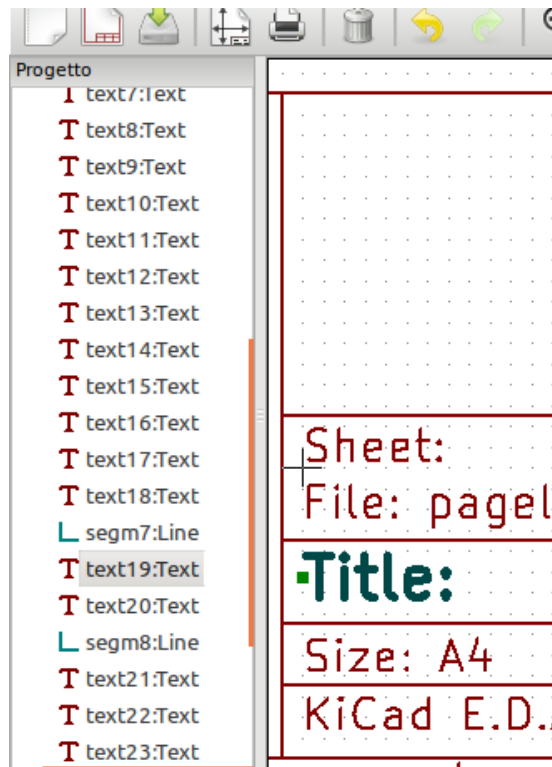 Progetto
text7:Text
text8:Text
text9:Text
text10:Text
text11:Text
text12:Text
text13:Text
text14:Text
text15:Text
text16:Text
text17:Text
text18:Text
segm7:Line
text19:Text
text20:Text
segm8:Line
text21:Text
text22:Text
text23:Text
Sheet:
File: pagel
Title:
Size: A4
KiCad E.D.